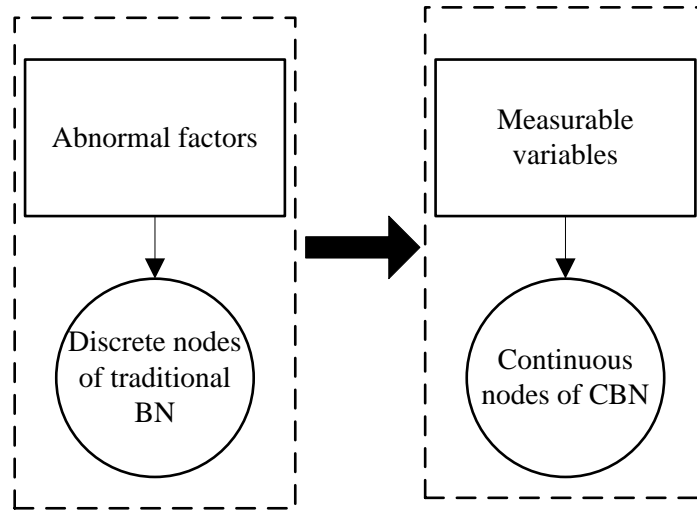 Abnormal factors
Discrete nodes
of traditional
BN
Measurable
variables
Continuous
nodes of CBN